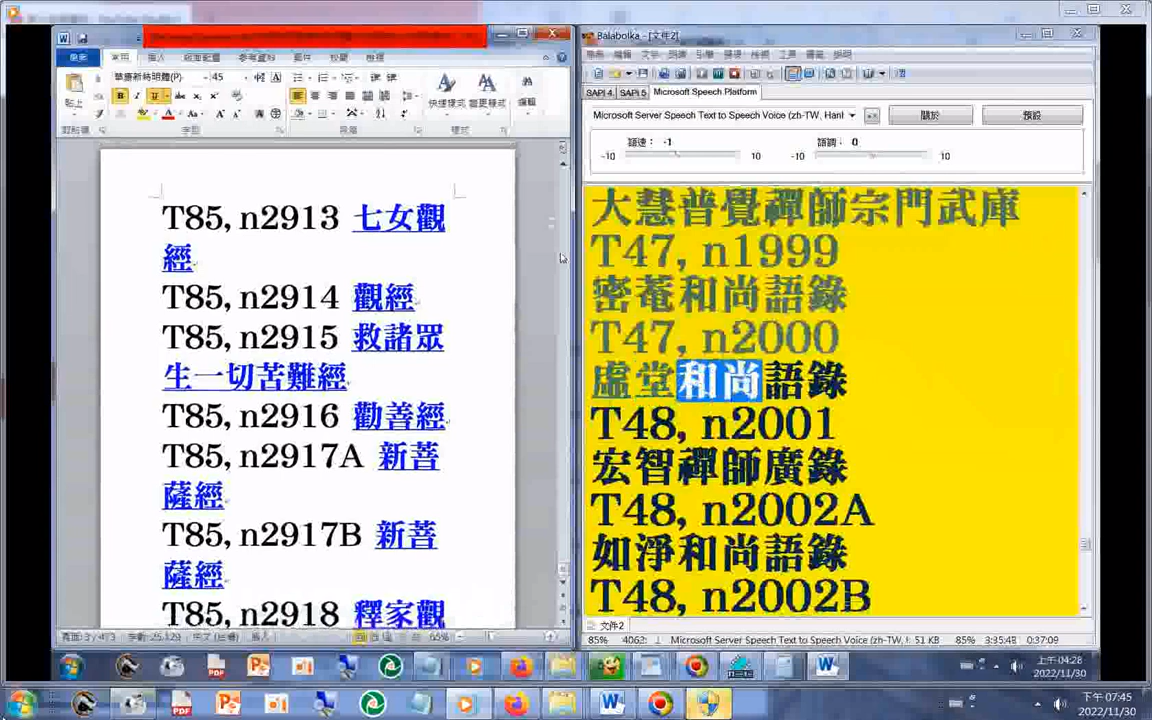 Balabolka - [文件2]
45
SAPI 4
SAPI 5
Microsoft Speech Platform
Microsoft Server Speech Text to Speech Voice (zh-TW, Han
關於
預設
語速： -1
語調： 0
-10
10
-10
10
T85, n2913 七女觀
經
T85, n2914 觀經
T85, n2915 救諸眾
生一切苦難經
T85, n2916 勸善經
T85, n2917A 新菩
薩經
T85, n2917B 新菩
薩經
T85, n2918 釋家觀
大慧普覺禪師宗門武庫
T47, n1999
密菴和尚語錄
T47, n2000
虛堂和尚語錄
T48, n2001
宏智禪師廣錄
T48, n2002A
如淨和尚語錄
T48, n2002B
文件2
65%
85%
4062:
Microsoft Server Speech Text to Speech Voice (zh-TW, H
51 KB
85%
3:35:48
0:37:09
上午 04:28
2022/11/30
下午 07:45
2022/11/30